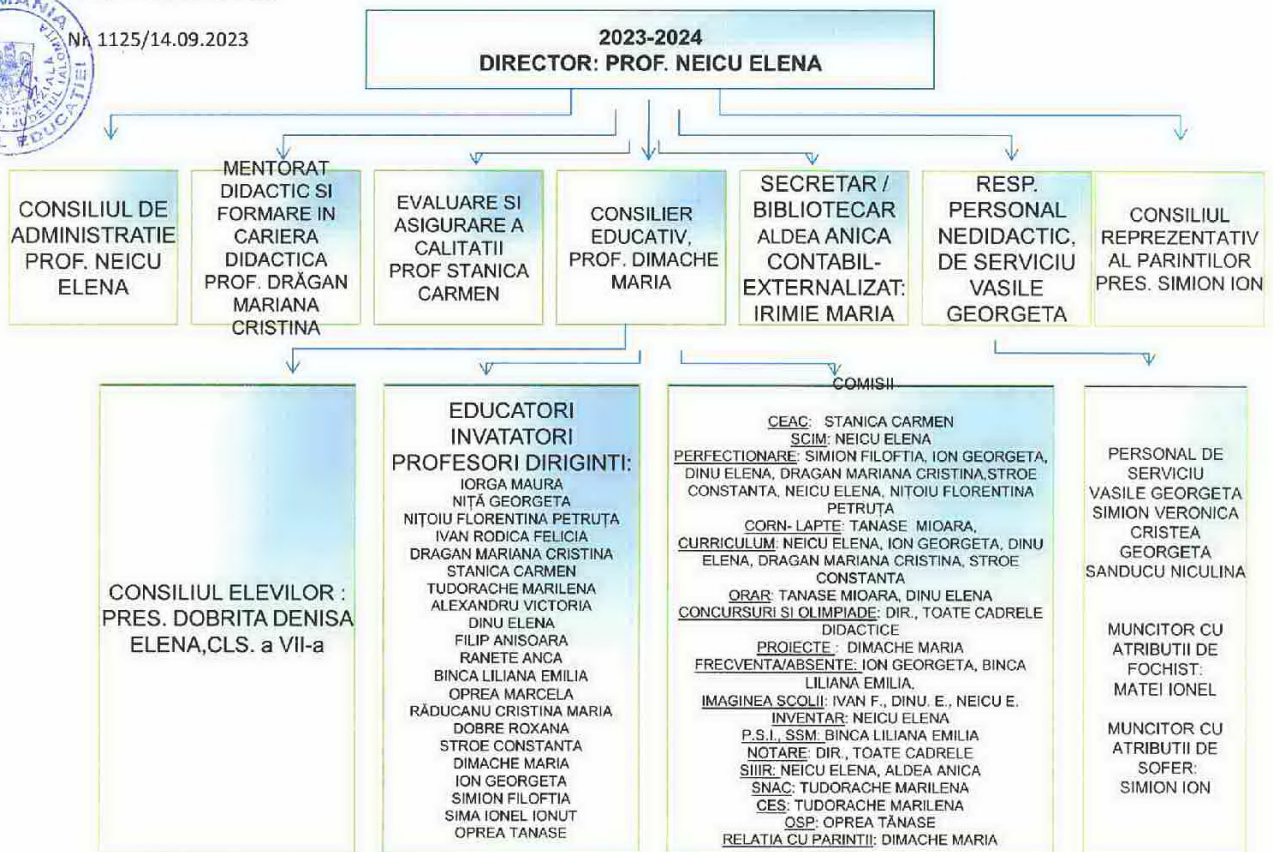 ROMANIA
JUDETUL IALOMITA
EDUCATIEI
Nr. 1125/14.09.2023
2023-2024
DIRECTOR: PROF. NEICU ELENA
CONSILIUL DE
ADMINISTRATIE
PROF. NEICU
ELENA
MENTORAT
DIDACTIC SI
FORMARE IN
CARIERA
DIDACTICA
PROF. DRĂGAN
MARIANA
CRISTINA
EVALUARE SI
ASIGURARE A
CALITATII
PROF STANICA
CARMEN
CONSILIER
EDUCATIV,
PROF. DIMACHE
MARIA
SECRETAR /
BIBLIOTECAR
ALDEA ANICA
CONTABIL-
EXTERNALIZAT:
IRIMIE MARIA
RESP.
PERSONAL
NEDIDACTIC,
DE SERVICIU
VASILE
GEORGETA
CONSILIUL
REPREZENTATIV
AL PARINTILOR
PRES. SIMION ION
CONSILIUL ELEVILOR :
PRES. DOBRITA DENISA
ELENA,CLS. a VII-a
EDUCATORI
INVATATORI
PROFESORI DIRIGINTI:
IORGA MAURA
NIȚĂ GEORGETA
NIȚOIU FLORENTINA PETRUȚA
IVAN RODICA FELICIA
DRAGAN MARIANA CRISTINA
STANICA CARMEN
TUDORACHE MARILENA
ALEXANDRU VICTORIA
DINU ELENA
FILIP ANISOARA
RANETE ANCA
BINCA LILIANA EMILIA
OPREA MARCELA
RĂDUCANU CRISTINA MARIA
DOBRE ROXANA
STROE CONSTANTA
DIMACHE MARIA
ION GEORGETA
SIMION FILOFTIA
SIMA IONEL IONUT
OPREA TANASE
COMISII
CEAC: STANICA CARMEN
SCIM: NEICU ELENA
PERFECTIONARE: SIMION FILOFTIA, ION GEORGETA,
DINU ELENA, DRAGAN MARIANA CRISTINA,STROE
CONSTANTA, NEICU ELENA, NIȚOIU FLORENTINA
PETRUȚA
CORN- LAPTE: TANASE MIOARA,
CURRICULUM: NEICU ELENA, ION GEORGETA, DINU
ELENA, DRAGAN MARIANA CRISTINA, STROE
CONSTANTA
ORAR: TANASE MIOARA, DINU ELENA
CONCURSURI SI OLIMPIADE: DIR., TOATE CADRELE
DIDACTICE
PROIECTE : DIMACHE MARIA
FRECVENTA/ABSENTE: ION GEORGETA, BINCA
LILIANA EMILIA,
IMAGINEA SCOLII: IVAN F., DINU. E., NEICU E.
INVENTAR: NEICU ELENA
P.S.I., SSM: BINCA LILIANA EMILIA
NOTARE: DIR., TOATE CADRELE
SIIIR: NEICU ELENA, ALDEA ANICA
SNAC: TUDORACHE MARILENA
CES: TUDORACHE MARILENA
OSP: OPREA TĂNASE
RELATIA CU PARINTII: DIMACHE MARIA
PERSONAL DE
SERVICIU
VASILE GEORGETA
SIMION VERONICA
CRISTEA
GEORGETA
SANDUCU NICULINA
MUNCITOR CU
ATRIBUTII DE
FOCHIST:
MATEI IONEL
MUNCITOR CU
ATRIBUTII DE
SOFER:
SIMION ION